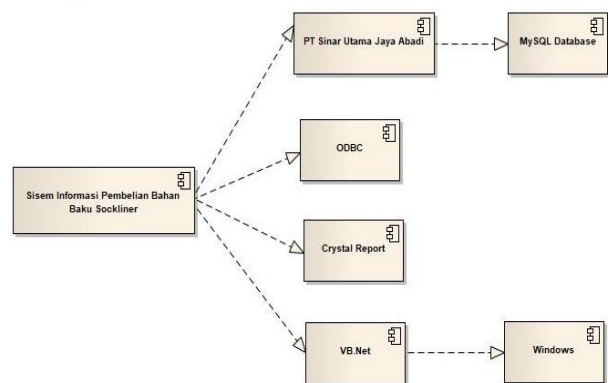 PT Sinar Utama Jaya Abadi
MySQL Database
ODBC
Sisem Informasi Pembelian Bahan
Baku Sockliner
Crystal Report
VB.Net
Windows